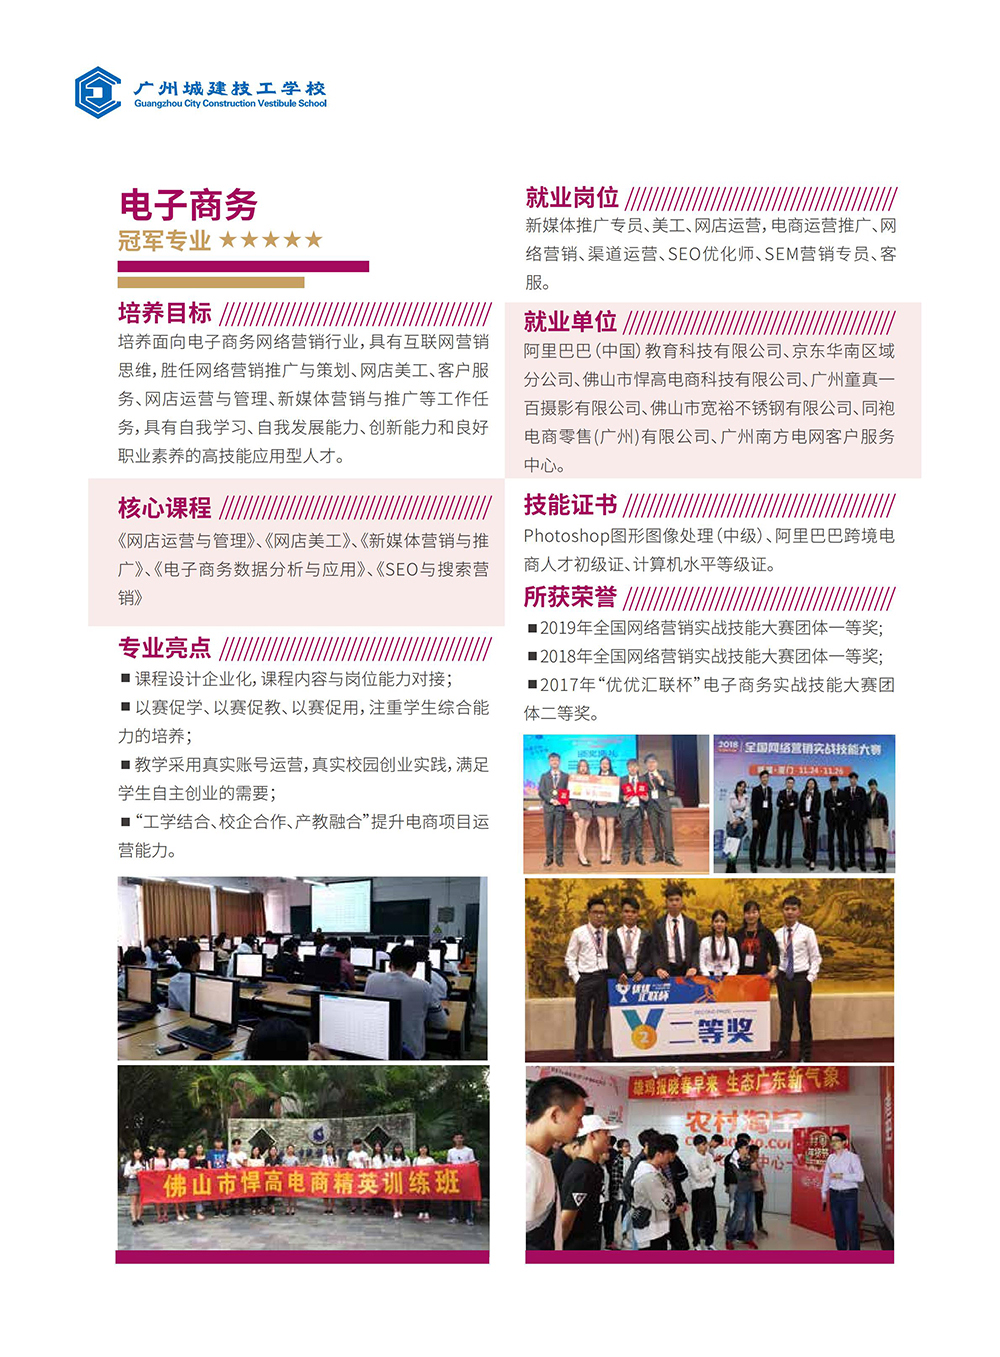 广州城建技工学校
Guangzhou City Construction Vestibule School
电子商务
冠军专业 ★★★★★
培养目标
培养面向电子商务网络营销行业，具有互联网营销
思维，胜任网络营销推广与策划、网店美工、客户服
务、网店运营与管理、新媒体营销与推广等工作任
务，具有自我学习、自我发展能力、创新能力和良好
职业素养的高技能应用型人才。
核心课程
《网店运营与管理》、《网店美工》、《新媒体营销与推
广》、《电子商务数据分析与应用》、《SEO与搜索营
销》
专业亮点
■课程设计企业化，课程内容与岗位能力对接；
■以赛促学、以赛促教、以赛促用，注重学生综合能
力的培养；
■教学采用真实账号运营，真实校园创业实践，满足
学生自主创业的需要；
■“工学结合、校企合作、产教融合”提升电商项目运
营能力。
佛山市悍高电商精英训练班
就业岗位
新媒体推广专员、美工、网店运营，电商运营推广、网
络营销、渠道运营、SEO优化师、SEM营销专员、客
服。
就业单位
阿里巴巴（中国）教育科技有限公司、京东华南区域
分公司、佛山市悍高电商科技有限公司、广州童真一
百摄影有限公司、佛山市宽裕不锈钢有限公司、同袍
电商零售(广州)有限公司、广州南方电网客户服务
中心。
技能证书
Photoshop图形图像处理（中级）、阿里巴巴跨境电
商人才初级证、计算机水平等级证。
所获荣誉
■2019年全国网络营销实战技能大赛团体一等奖；
■2018年全国网络营销实战技能大赛团体一等奖；
■2017年“优优汇联杯”电子商务实战技能大赛团
体二等奖。
颁奖典礼
2018 全国网络营销实战技能大赛
厦门 11.24-11.26
优优
汇联杯
SECOND PRIZE
2 二等奖
雄鸡报晓春早来 生态广东新气象
农村淘宝